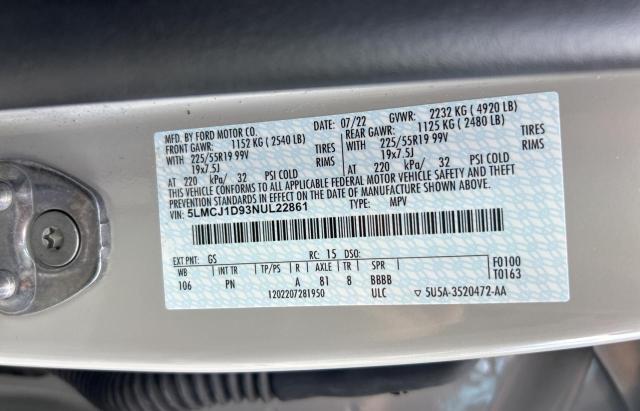 MFD. BY FORD MOTOR CO.
DATE: 07/22 GVWR: 2232 KG ( 4920 LB)
FRONT GAWR: 1152 KG ( 2540 LB)
REAR GAWR: 1125 KG ( 2480 LB)
WITH 225/55R19 99V TIRES
WITH 225/55R19 99V TIRES
19x7.5J RIMS
19x7.5J RIMS
AT 220 kPa/ 32 PSI COLD
AT 220 kPa/ 32 PSI COLD
THIS VEHICLE CONFORMS TO ALL APPLICABLE FEDERAL MOTOR VEHICLE SAFETY AND THEFT
PREVENTION STANDARDS IN EFFECT ON THE DATE OF MANUFACTURE SHOWN ABOVE.
VIN: 5LMCJ1D93NUL22861 TYPE: MPV
EXT PNT: GS RC: 15 DSO:
F0100
T0163
WB INT TR TP/PS R AXLE TR SPR
106 PN A 81 8 BBBB
1202207281950 ULC ▽ 5U5A-3520472-AA